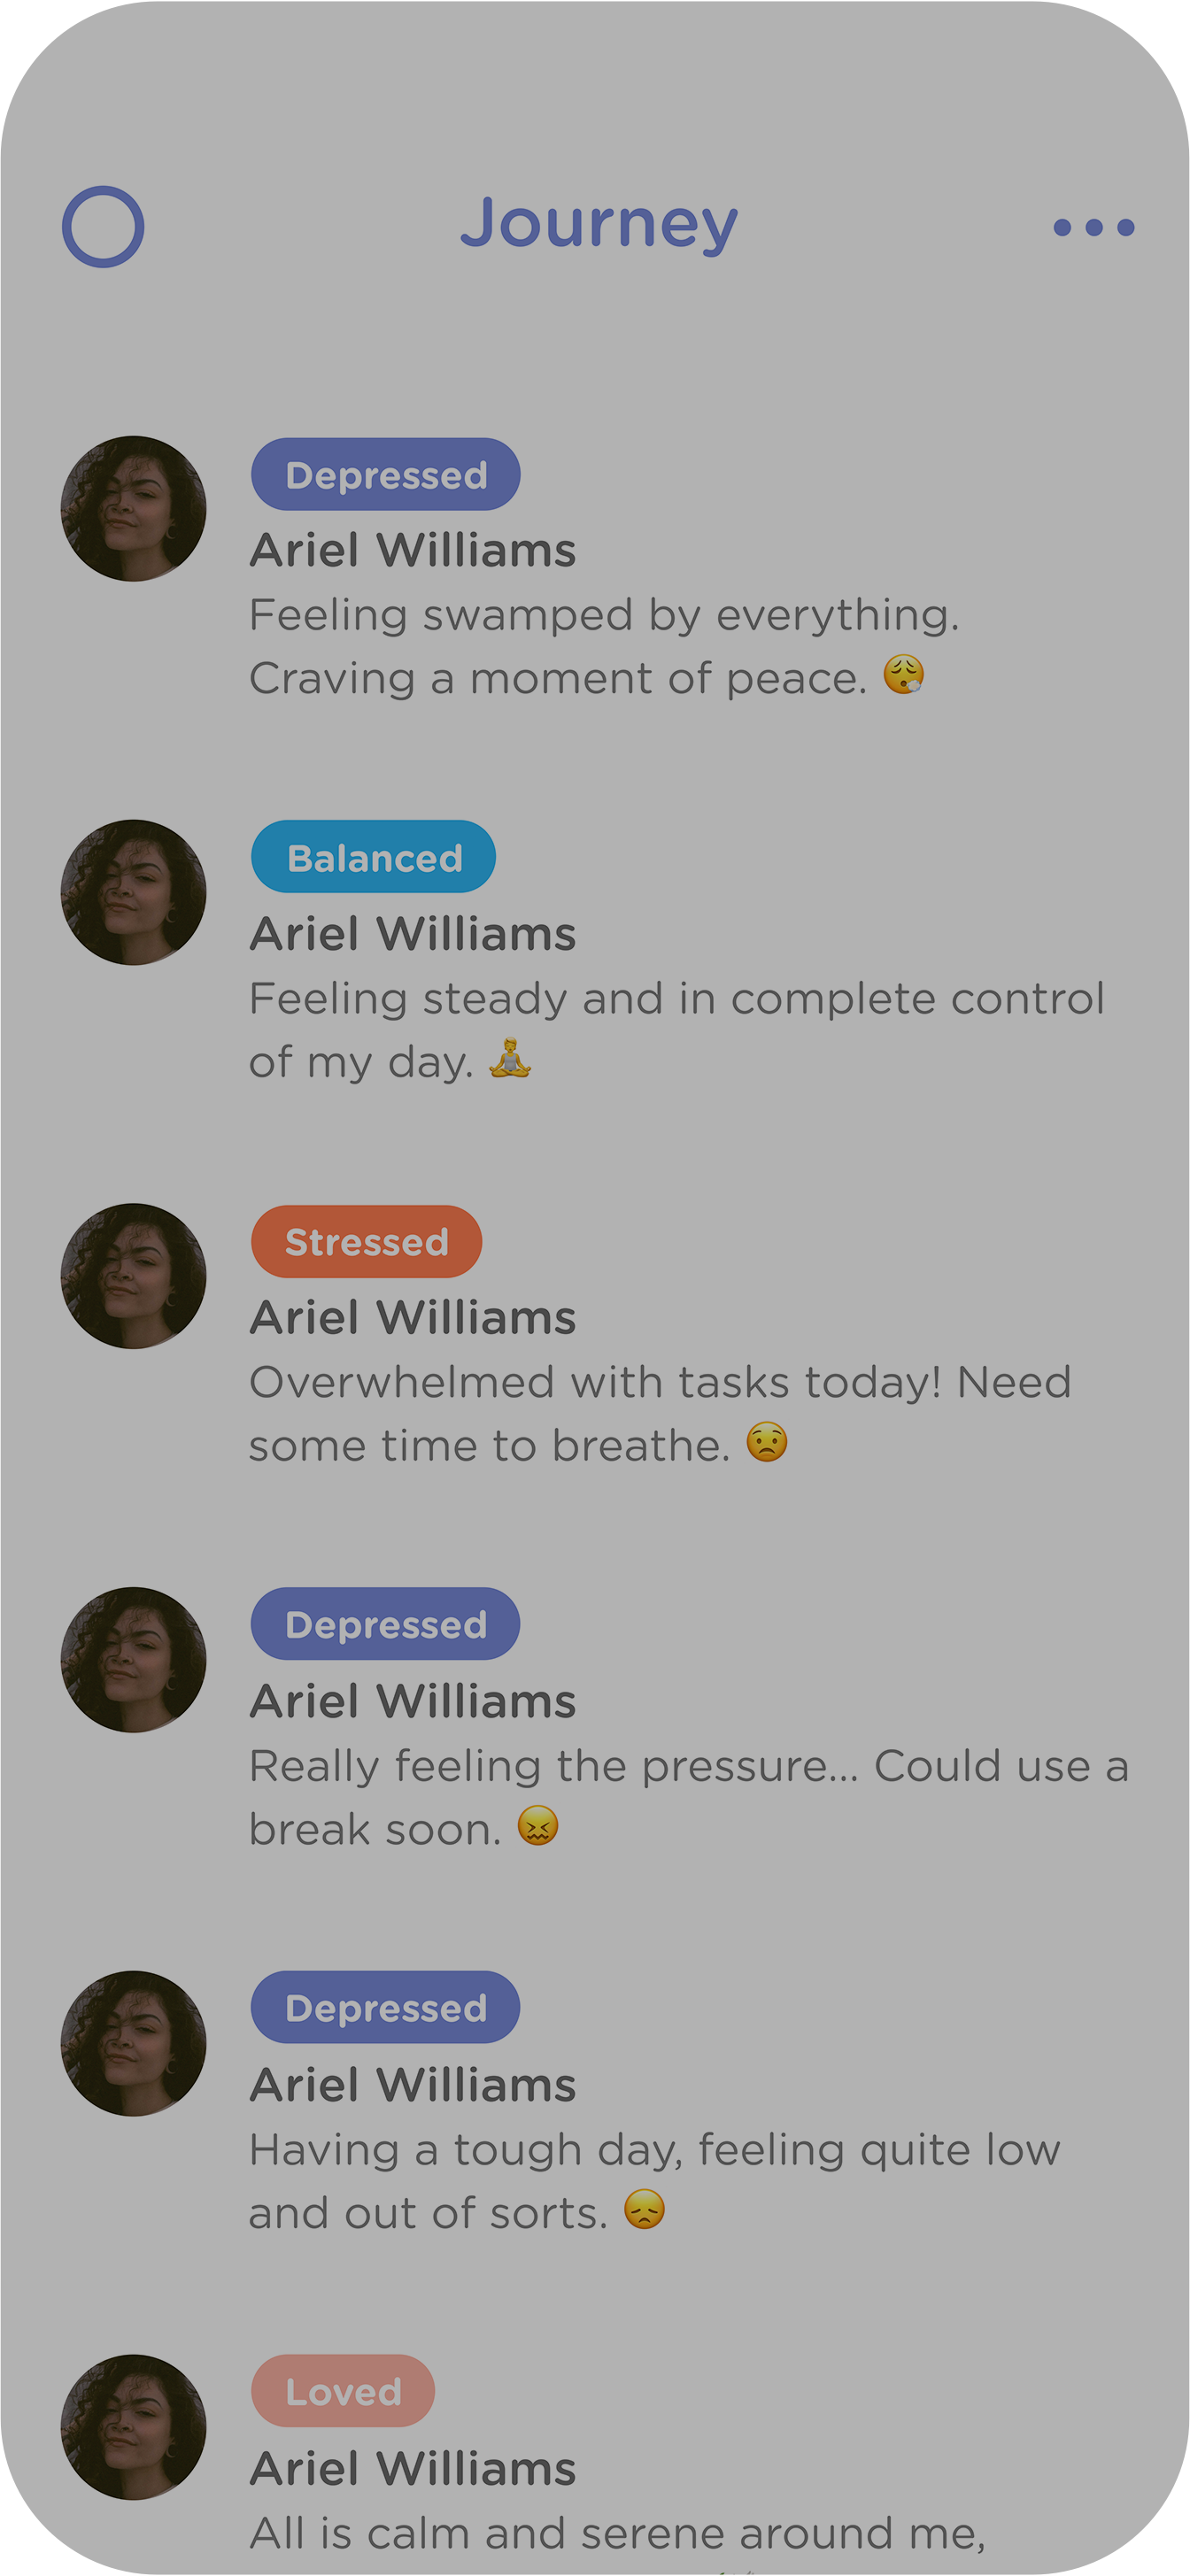 Journey
Depressed
Ariel Williams
Feeling swamped by everything.
Craving a moment of peace. 😮‍💨
Balanced
Ariel Williams
Feeling steady and in complete control
of my day. 🧘
Stressed
Ariel Williams
Overwhelmed with tasks today! Need
some time to breathe. 😟
Depressed
Ariel Williams
Really feeling the pressure... Could use a
break soon. 😖
Depressed
Ariel Williams
Having a tough day, feeling quite low
and out of sorts. 😞
Loved
Ariel Williams
All is calm and serene around me,